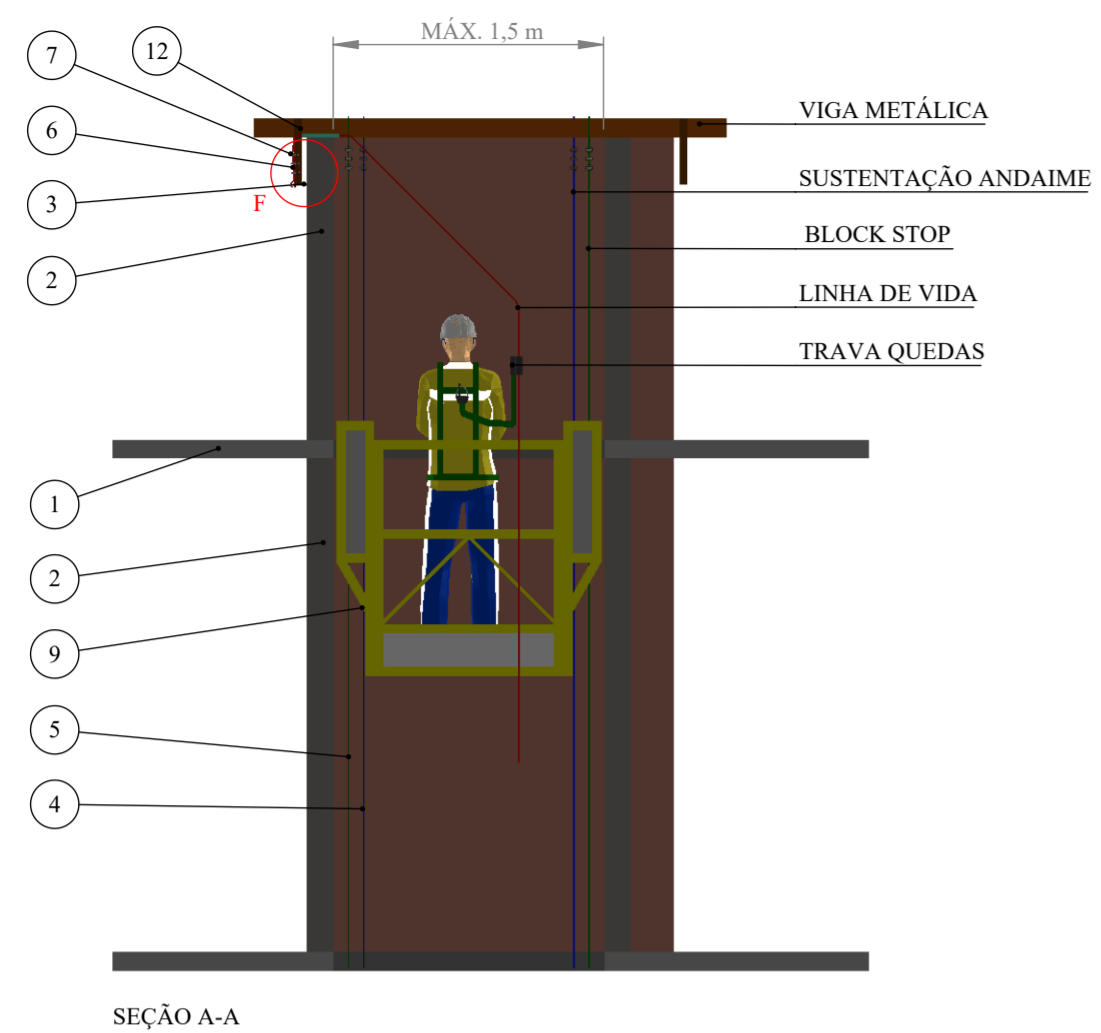 MÁX. 1,5 m
12
7
6
3
F
2
1
2
9
5
4
VIGA METÁLICA
SUSTENTAÇÃO ANDAIME
BLOCK STOP
LINHA DE VIDA
TRAVA QUEDAS
SEÇÃO A-A